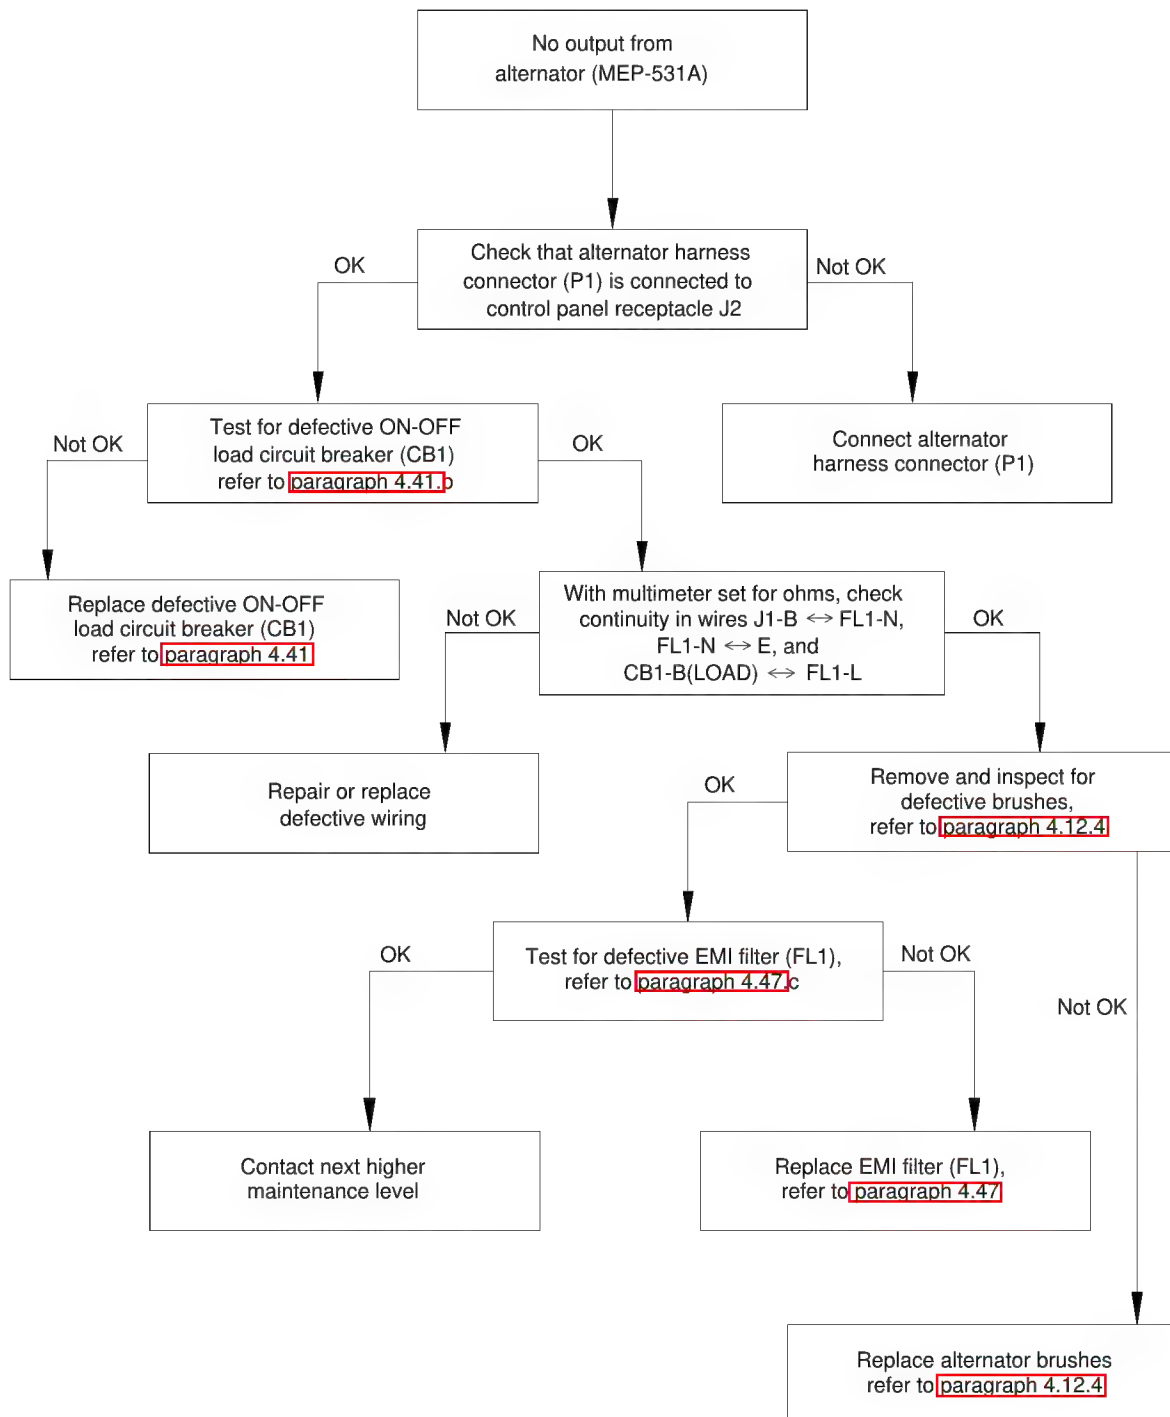 No output from
alternator (MEP-531A)
Check that alternator harness
connector (P1) is connected to
control panel receptacle J2
OK
Not OK
Test for defective ON-OFF
load circuit breaker (CB1)
refer to paragraph 4.41.b
Not OK
OK
Connect alternator
harness connector (P1)
Replace defective ON-OFF
load circuit breaker (CB1)
refer to paragraph 4.41
With multimeter set for ohms, check
continuity in wires J1-B ↔ FL1-N,
FL1-N ↔ E, and
CB1-B(LOAD) ↔ FL1-L
Not OK
OK
Repair or replace
defective wiring
Remove and inspect for
defective brushes,
refer to paragraph 4.12.4
OK
Not OK
Test for defective EMI filter (FL1),
refer to paragraph 4.47.c
OK
Not OK
Contact next higher
maintenance level
Replace EMI filter (FL1),
refer to paragraph 4.47
Replace alternator brushes
refer to paragraph 4.12.4